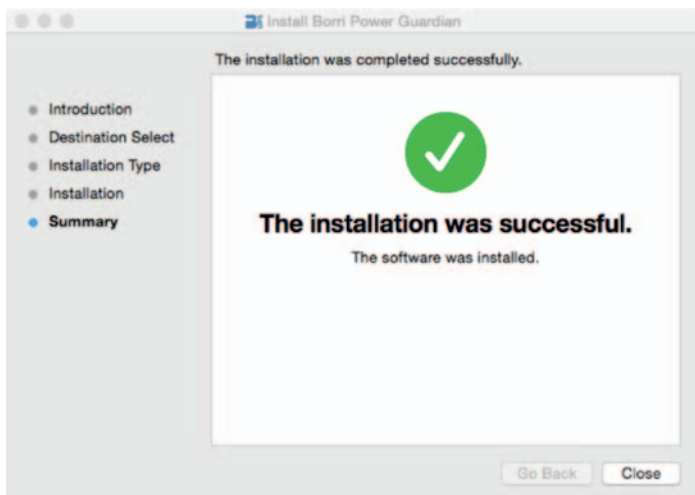 Install Borri Power Guardian
The installation was completed successfully.
Introduction
Destination Select
Installation Type
Installation
Summary
The installation was successful.
The software was installed.
Go Back
Close